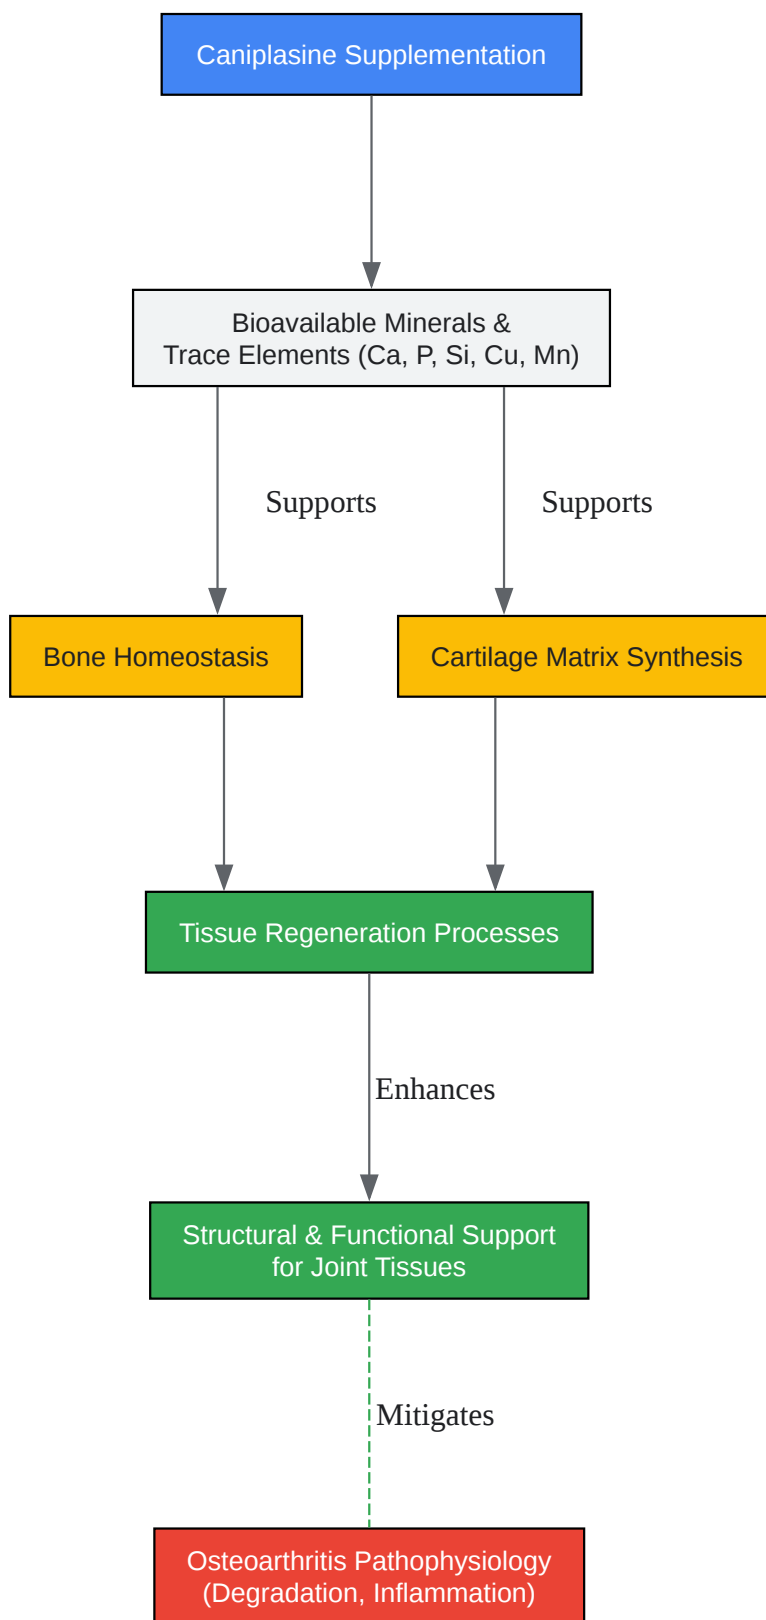 Caniplasine Supplementation
Bioavailable Minerals &
Trace Elements (Ca, P, Si, Cu, Mn)
Supports
Supports
Bone Homeostasis
Cartilage Matrix Synthesis
Tissue Regeneration Processes
Enhances
Structural & Functional Support
for Joint Tissues
Mitigates
Osteoarthritis Pathophysiology
(Degradation, Inflammation)